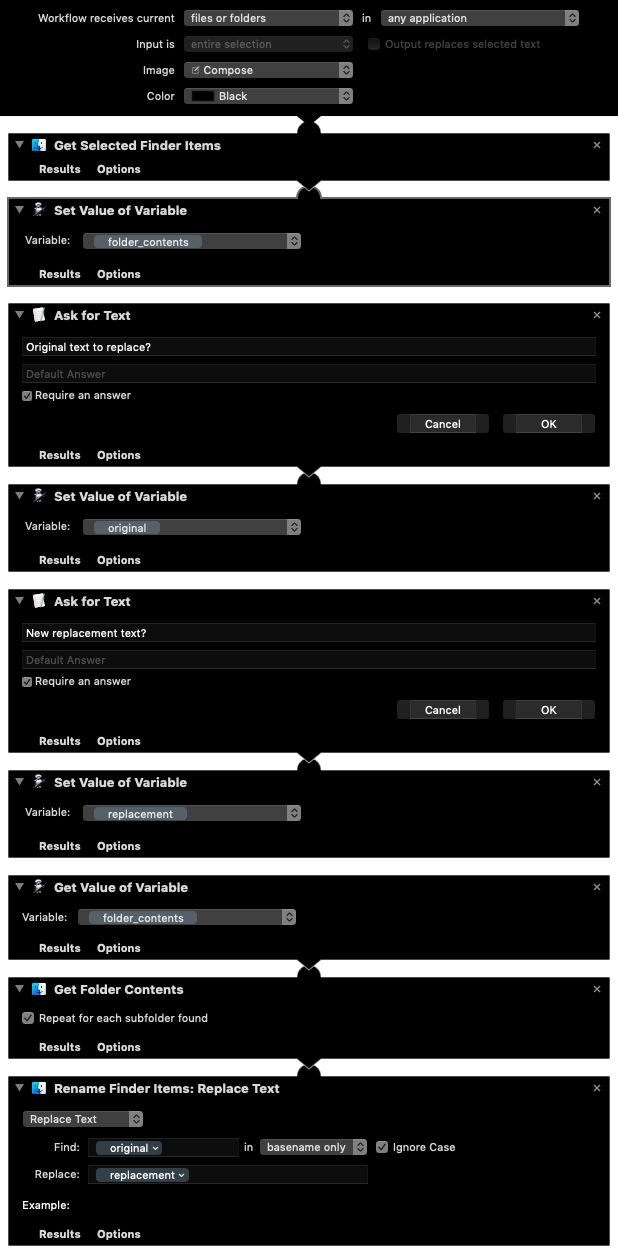 Workflow receives current files or folders in any application
Input is entire selection Output replaces selected text
Image Compose
Color Black
Get Selected Finder Items
Results Options
Set Value of Variable
Variable: folder_contents
Results Options
Ask for Text
Original text to replace?
Default Answer
Require an answer
Cancel OK
Results Options
Set Value of Variable
Variable: original
Results Options
Ask for Text
New replacement text?
Default Answer
Require an answer
Cancel OK
Results Options
Set Value of Variable
Variable: replacement
Results Options
Get Value of Variable
Variable: folder_contents
Results Options
Get Folder Contents
Repeat for each subfolder found
Results Options
Rename Finder Items: Replace Text
Replace Text
Find: original in basename only Ignore Case
Replace: replacement
Example:
Results Options